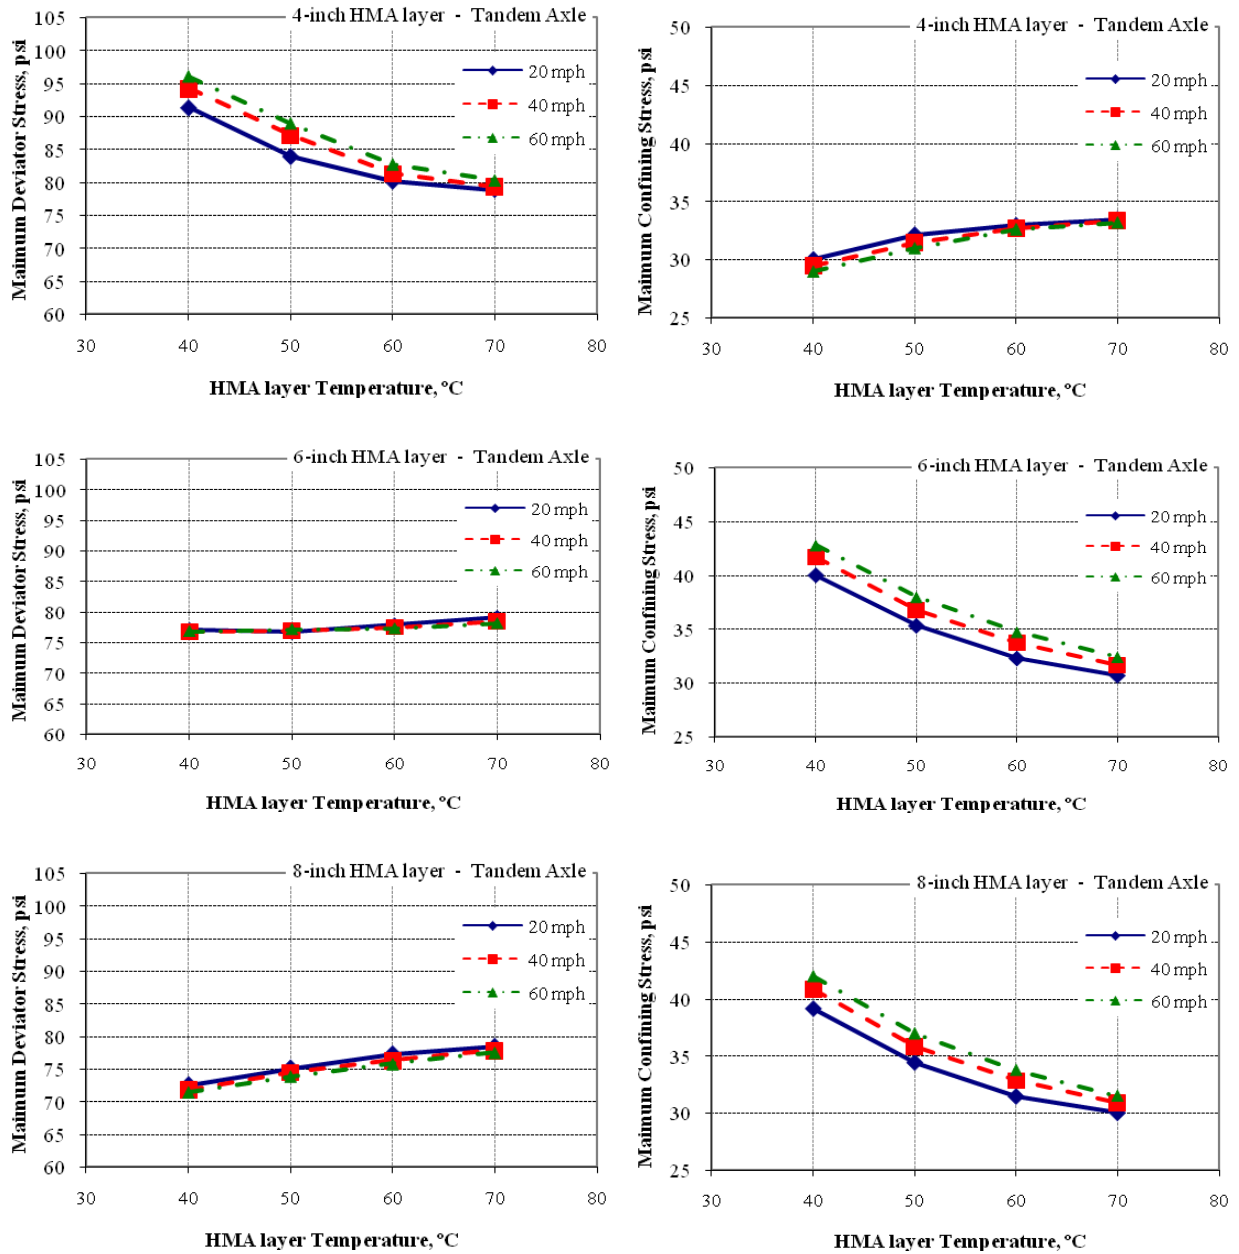 4-inch HMA layer - Tandem Axle
Maimum Deviator Stress, psi
105
100
95
90
85
80
75
70
65
60
20 mph
40 mph
60 mph
30 40 50 60 70 80
HMA layer Temperature, ºC
4-inch HMA layer - Tandem Axle
Maimum Confining Stress, psi
50
45
40
35
30
25
20 mph
40 mph
60 mph
30 40 50 60 70 80
HMA layer Temperature, ºC
6-inch HMA layer - Tandem Axle
Maimum Deviator Stress, psi
105
100
95
90
85
80
75
70
65
60
20 mph
40 mph
60 mph
30 40 50 60 70 80
HMA layer Temperature, ºC
6-inch HMA layer - Tandem Axle
Maimum Confining Stress, psi
50
45
40
35
30
25
20 mph
40 mph
60 mph
30 40 50 60 70 80
HMA layer Temperature, ºC
8-inch HMA layer - Tandem Axle
Maimum Deviator Stress, psi
105
100
95
90
85
80
75
70
65
60
20 mph
40 mph
60 mph
30 40 50 60 70 80
HMA layer Temperature, ºC
8-inch HMA layer - Tandem Axle
Maimum Confining Stress, psi
50
45
40
35
30
25
20 mph
40 mph
60 mph
30 40 50 60 70 80
HMA layer Temperature, ºC